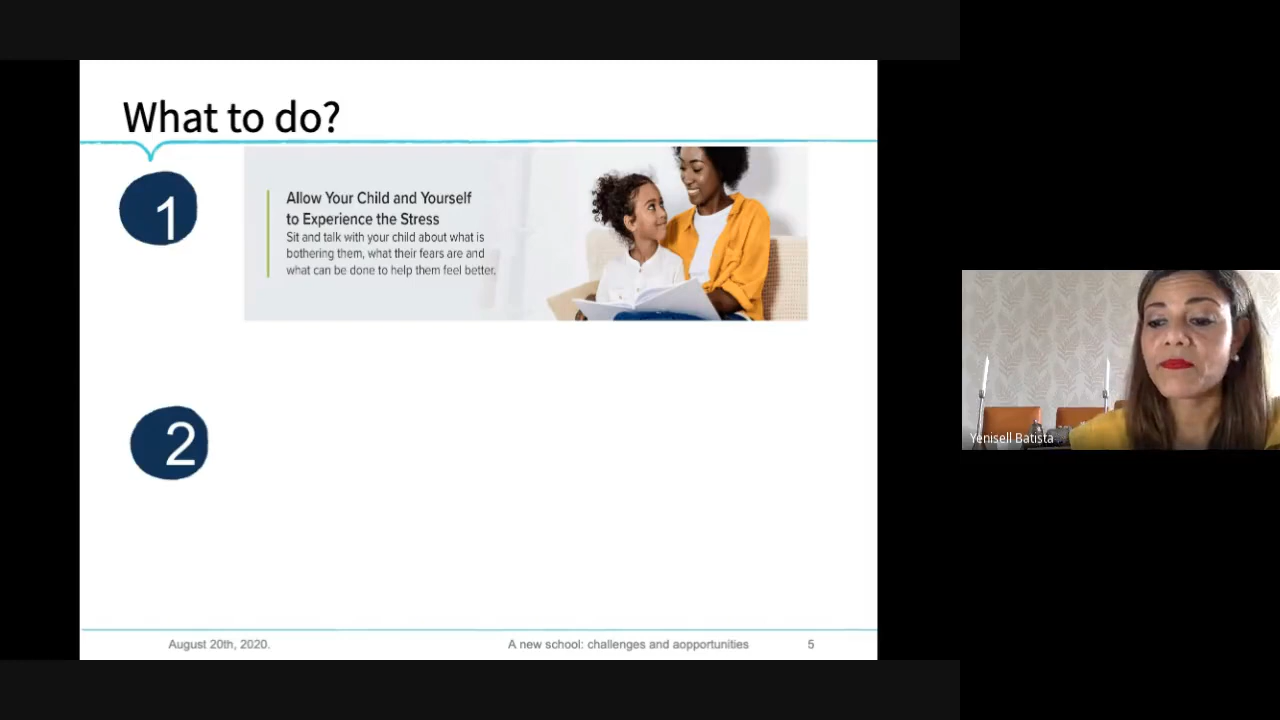 What to do?
1
Allow Your Child and Yourself
to Experience the Stress
Sit and talk with your child about what is
bothering them, what their fears are and
what can be done to help them feel better.
2
August 20th, 2020.
A new school: challenges and aopportunities
5
Yenisell Batista